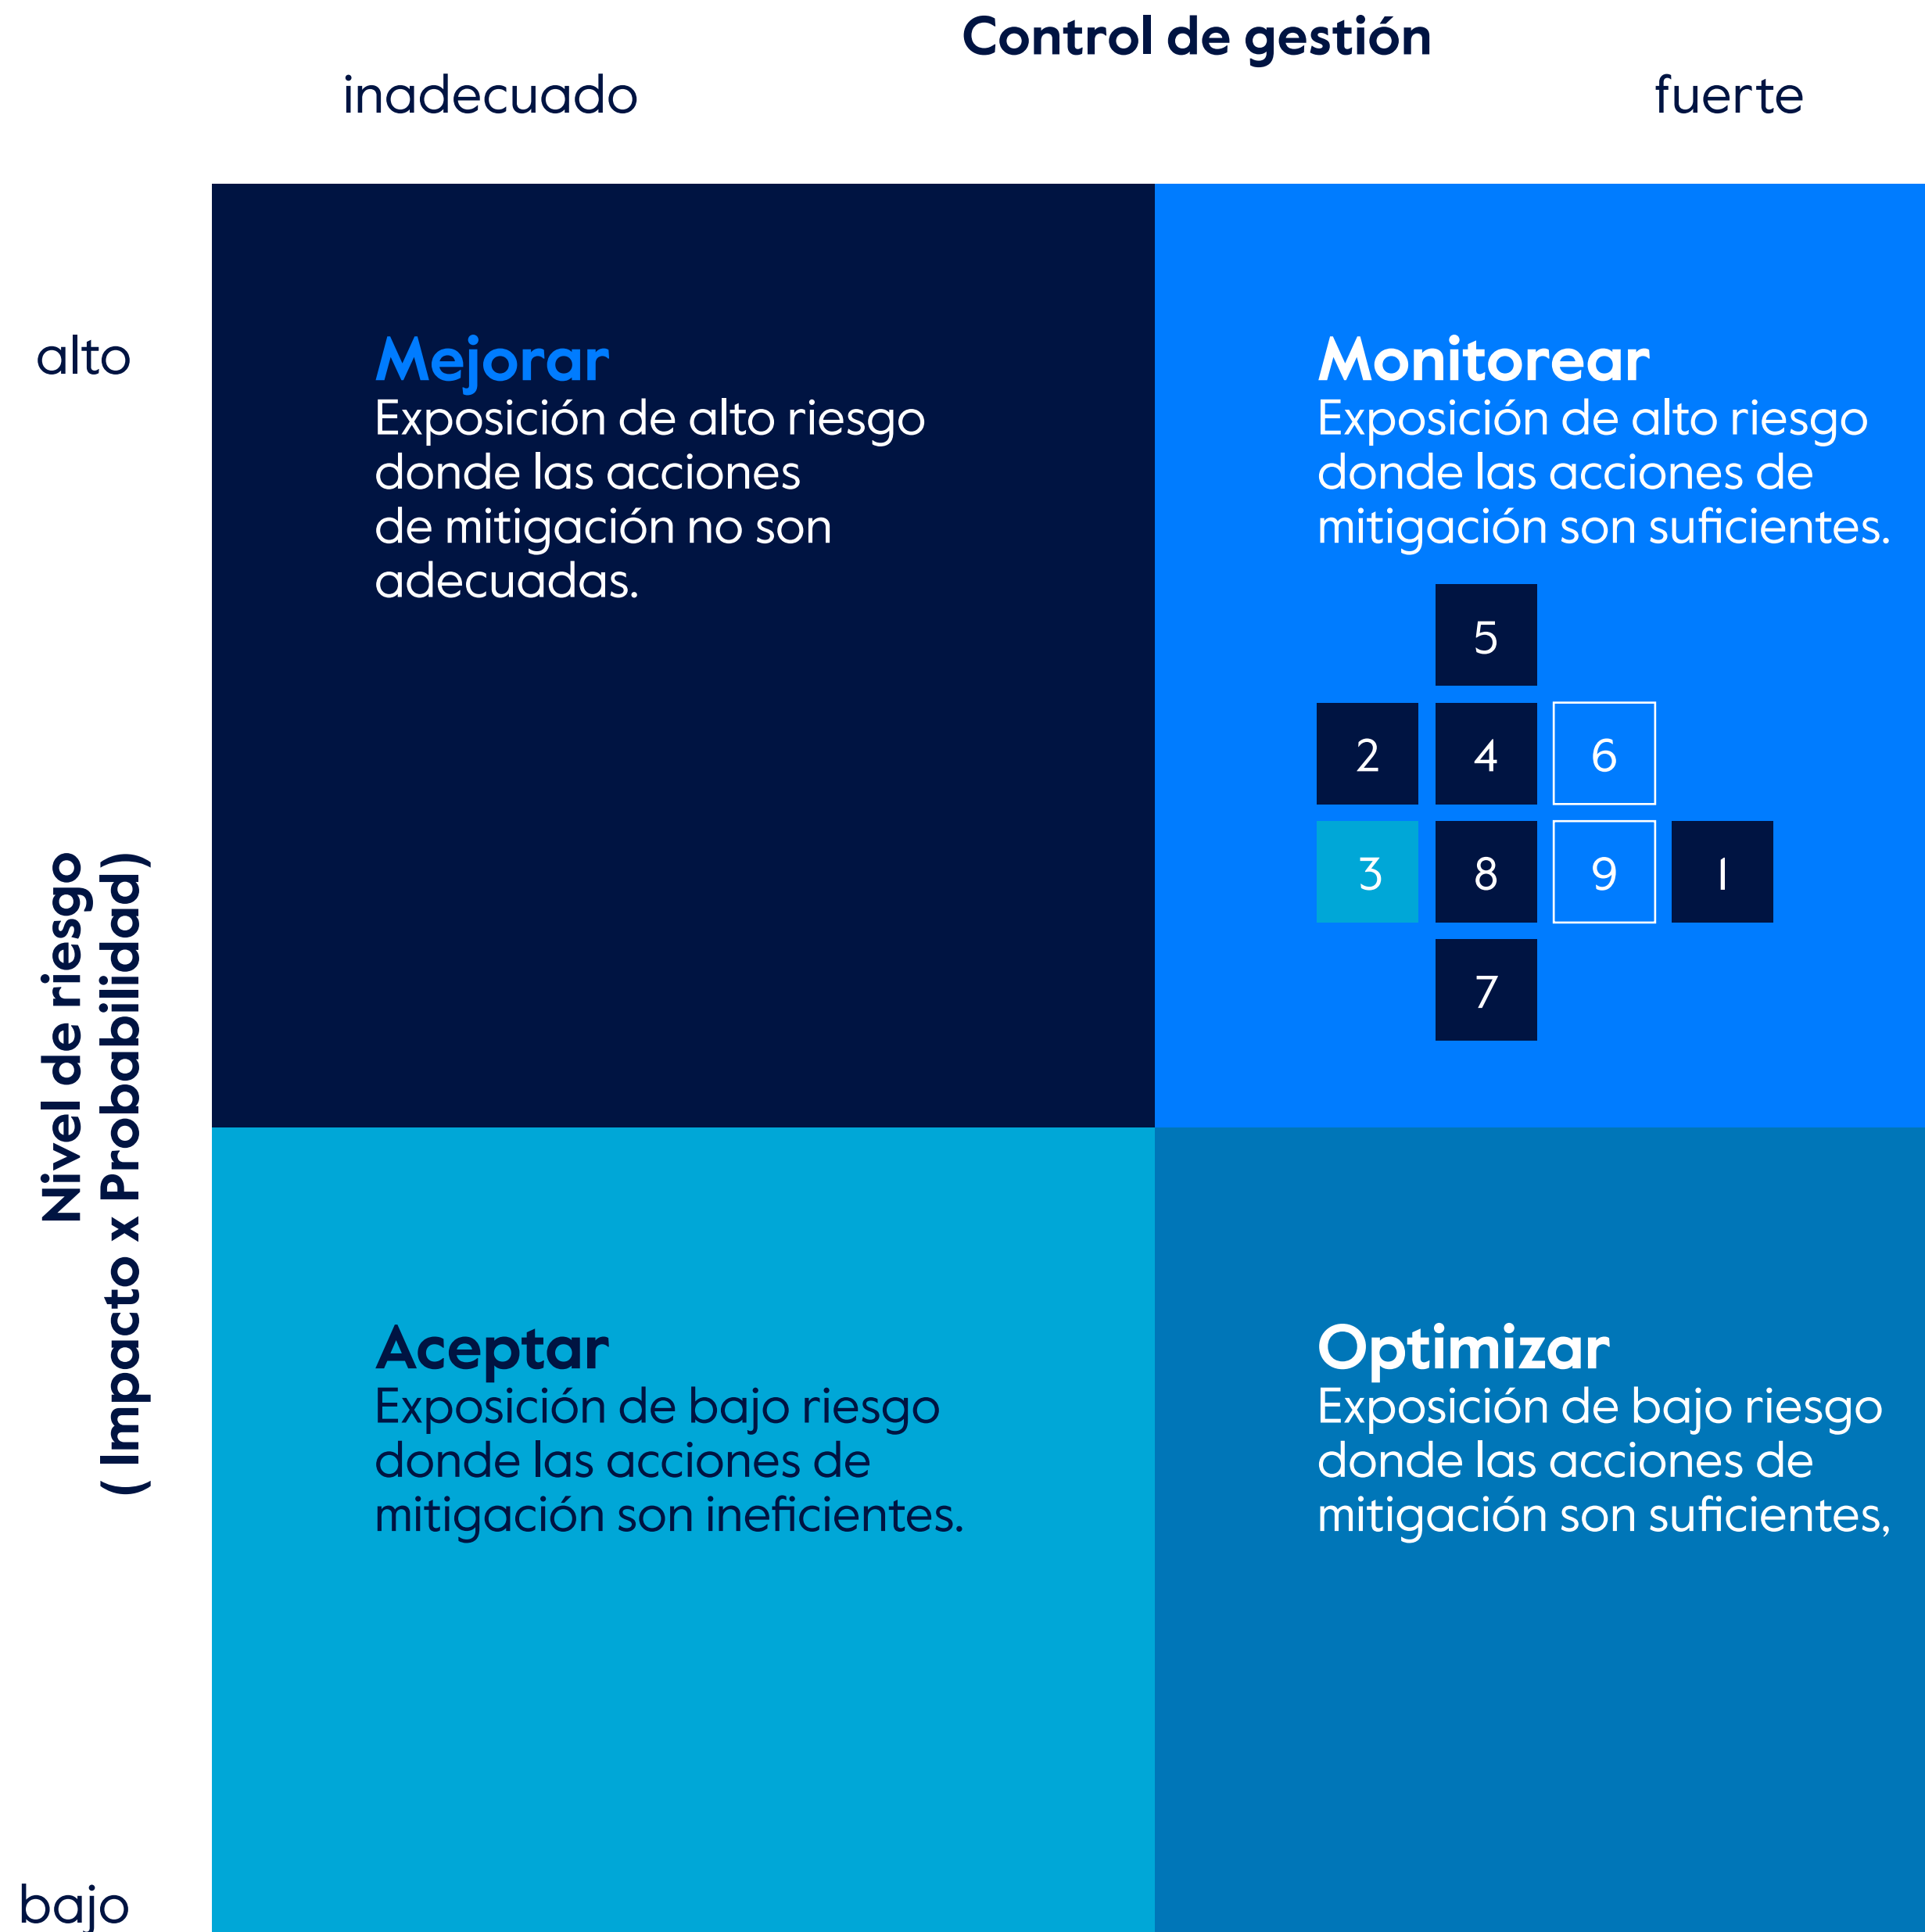 Control de gestión
inadecuado
fuerte
alto
Nivel de riesgo
( Impacto x Probabilidad)
bajo
Mejorar
Exposición de alto riesgo
donde las acciones
de mitigación no son
adecuadas.
Monitorear
Exposición de alto riesgo
donde las acciones de
mitigación son suficientes.
5
2 4 6
3 8 9 1
7
Aceptar
Exposición de bajo riesgo
donde las acciones de
mitigación son ineficientes.
Optimizar
Exposición de bajo riesgo
donde las acciones de
mitigación son suficientes,